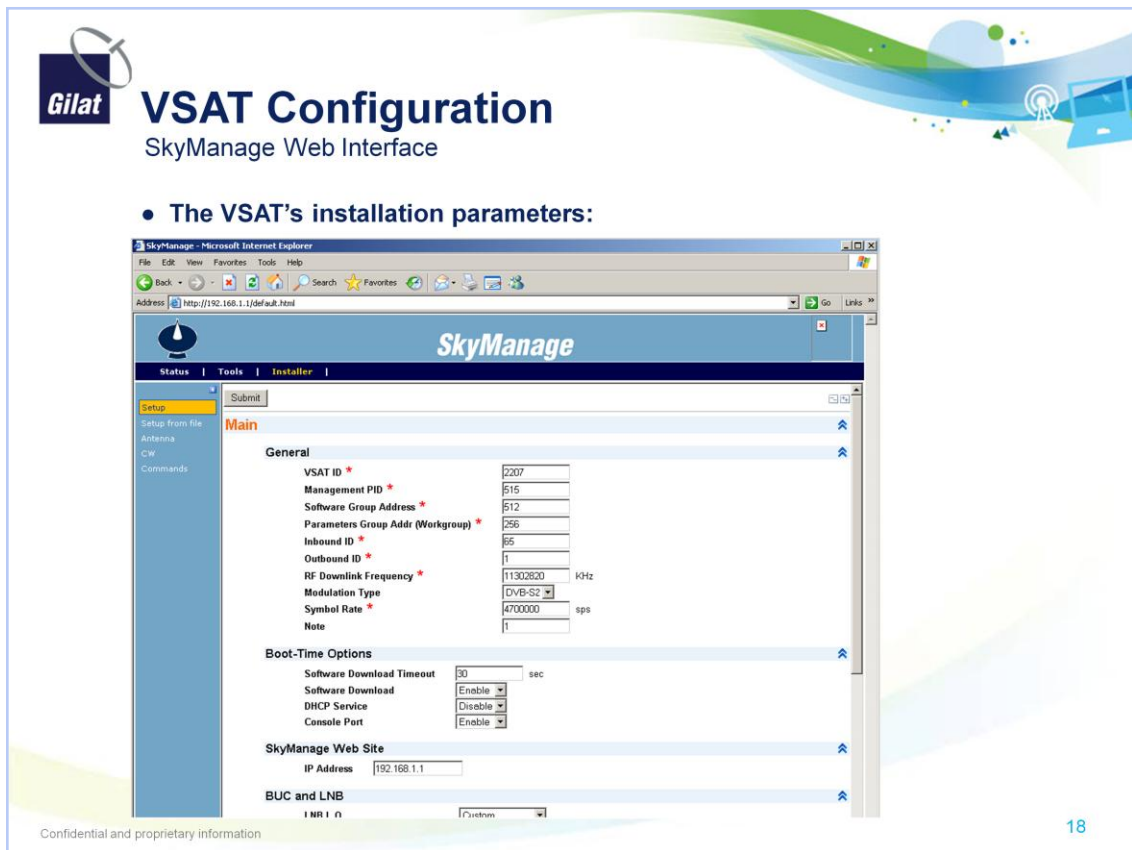 Gilat
VSAT Configuration
SkyManage Web Interface
● The VSAT's installation parameters:
SkyManage - Microsoft Internet Explorer
File Edit View Favorites Tools Help
Back Search Favorites
Address http://192.168.1.1/default.html Go Links »
SkyManage
Status | Tools | Installer |
Setup
Setup from file
Antenna
CW
Commands
Submit
Main
General
VSAT ID * 2207
Management PID * 515
Software Group Address * 512
Parameters Group Addr (Workgroup) * 256
Inbound ID * 65
Outbound ID * 1
RF Downlink Frequency * 11302820 KHz
Modulation Type DVB-S2
Symbol Rate * 4700000 sps
Note 1
Boot-Time Options
Software Download Timeout 30 sec
Software Download Enable
DHCP Service Disable
Console Port Enable
SkyManage Web Site
IP Address 192.168.1.1
BUC and LNB
LNB L.O Custom
Confidential and proprietary information
18